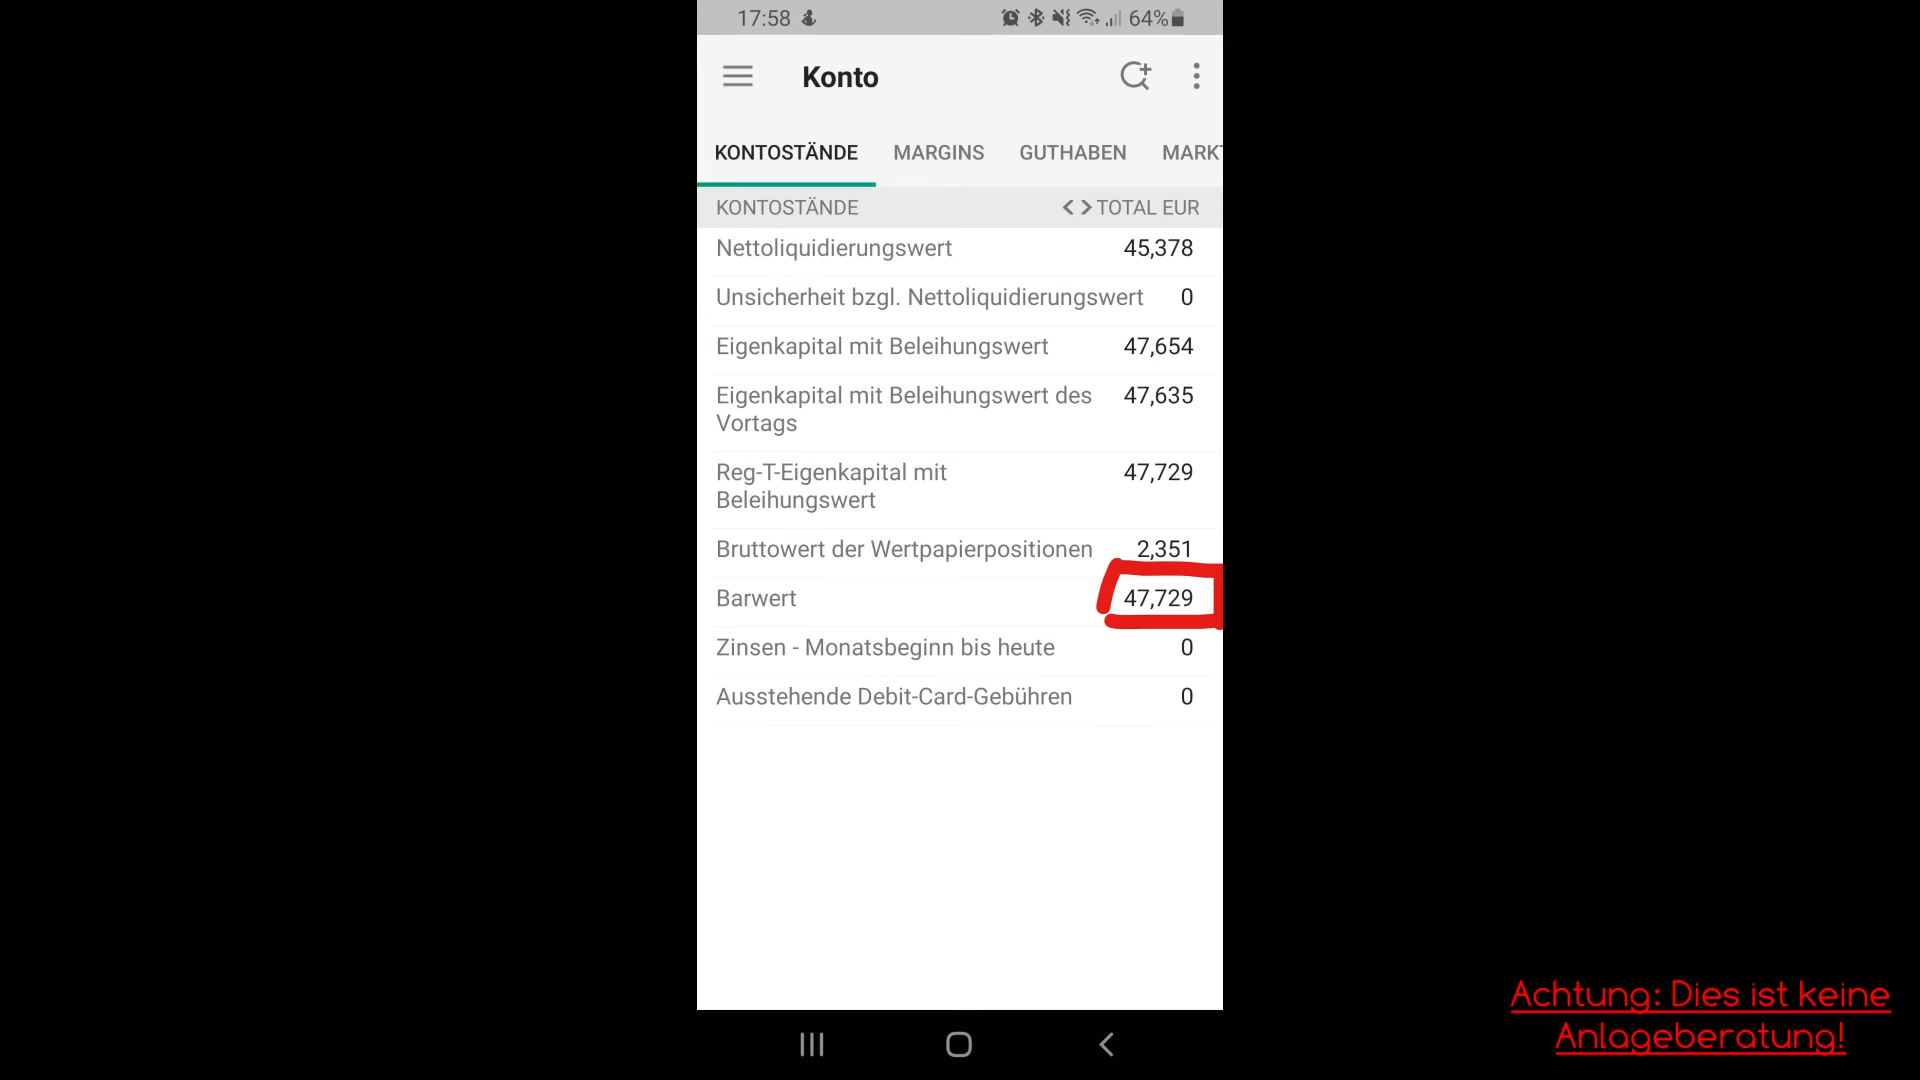 17:58
64%
Konto
KONTOSTÄNDE MARGINS GUTHABEN MARKT
KONTOSTÄNDE < > TOTAL EUR
Nettoliquidierungswert 45,378
Unsicherheit bzgl. Nettoliquidierungswert 0
Eigenkapital mit Beleihungswert 47,654
Eigenkapital mit Beleihungswert des 47,635
Vortags
Reg-T-Eigenkapital mit 47,729
Beleihungswert
Bruttowert der Wertpapierpositionen 2,351
Barwert 47,729
Zinsen - Monatsbeginn bis heute 0
Ausstehende Debit-Card-Gebühren 0
Achtung: Dies ist keine
Anlageberatung!